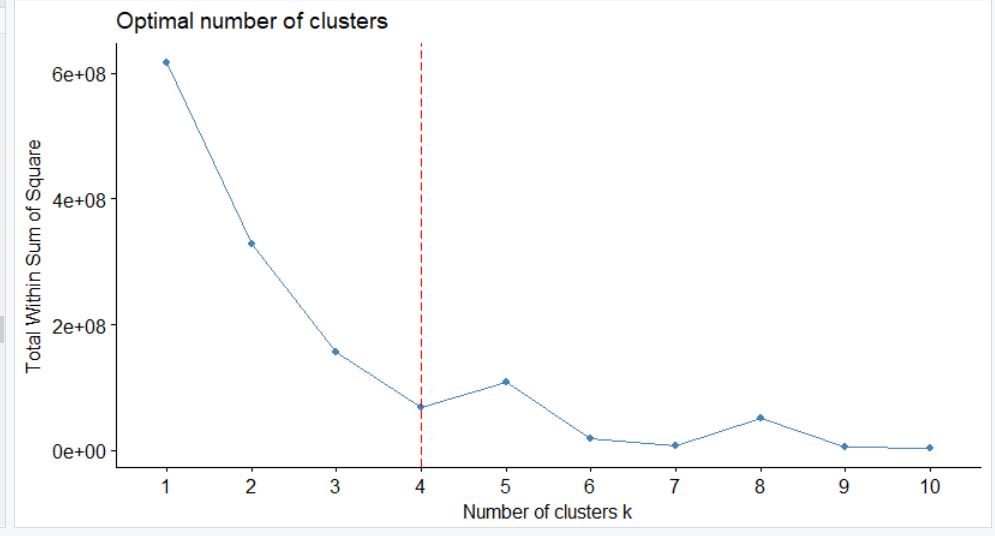 Optimal number of clusters
6e+08
4e+08
2e+08
0e+00
Total Within Sum of Square
1 2 3 4 5 6 7 8 9 10
Number of clusters k